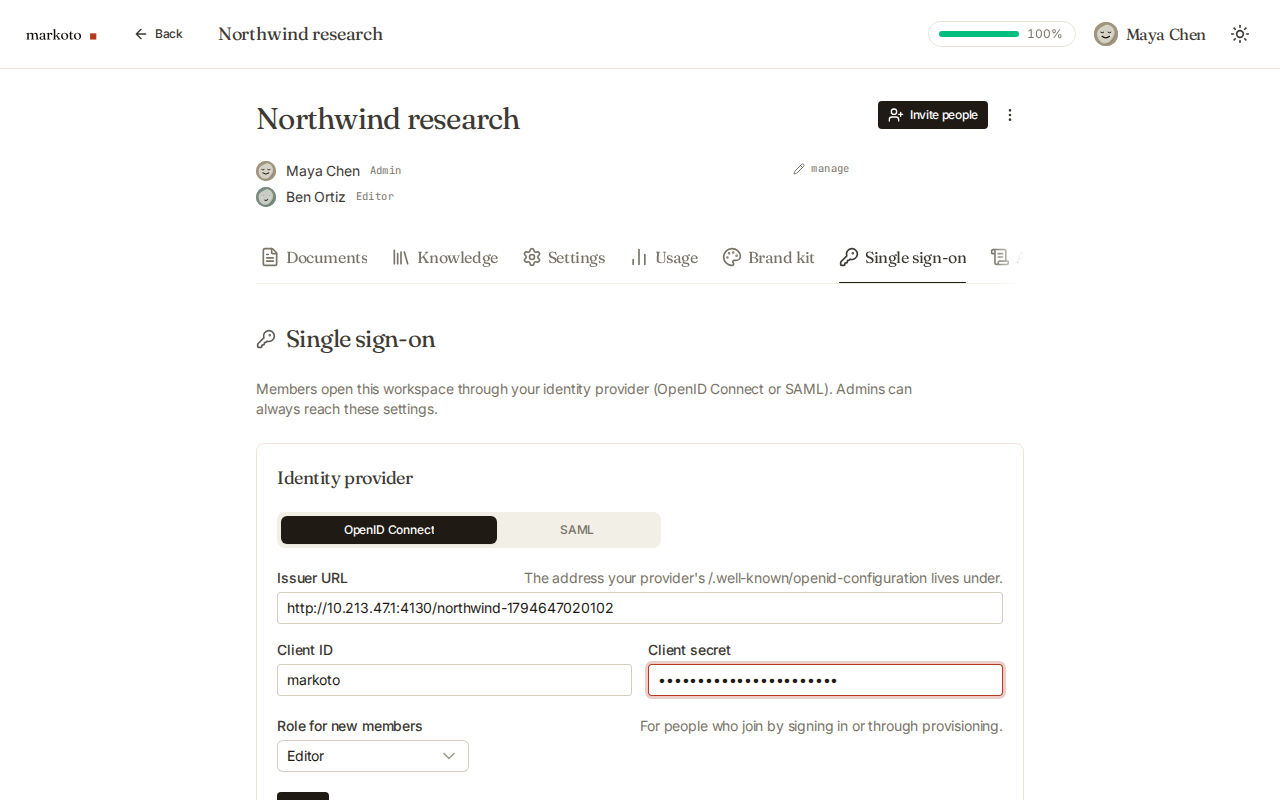 markoto
Back
Northwind research
100%
Maya Chen
Northwind research
Invite people
Maya Chen Admin
manage
Ben Ortiz Editor
Documents Knowledge Settings Usage Brand kit Single sign-on
Single sign-on
Members open this workspace through your identity provider (OpenID Connect or SAML). Admins can
always reach these settings.
Identity provider
OpenID Connect SAML
Issuer URL The address your provider's /.well-known/openid-configuration lives under.
http://10.213.47.1:4130/northwind-1794647020102
Client ID Client secret
markoto •••••••••••••••••••••••
Role for new members For people who join by signing in or through provisioning.
Editor